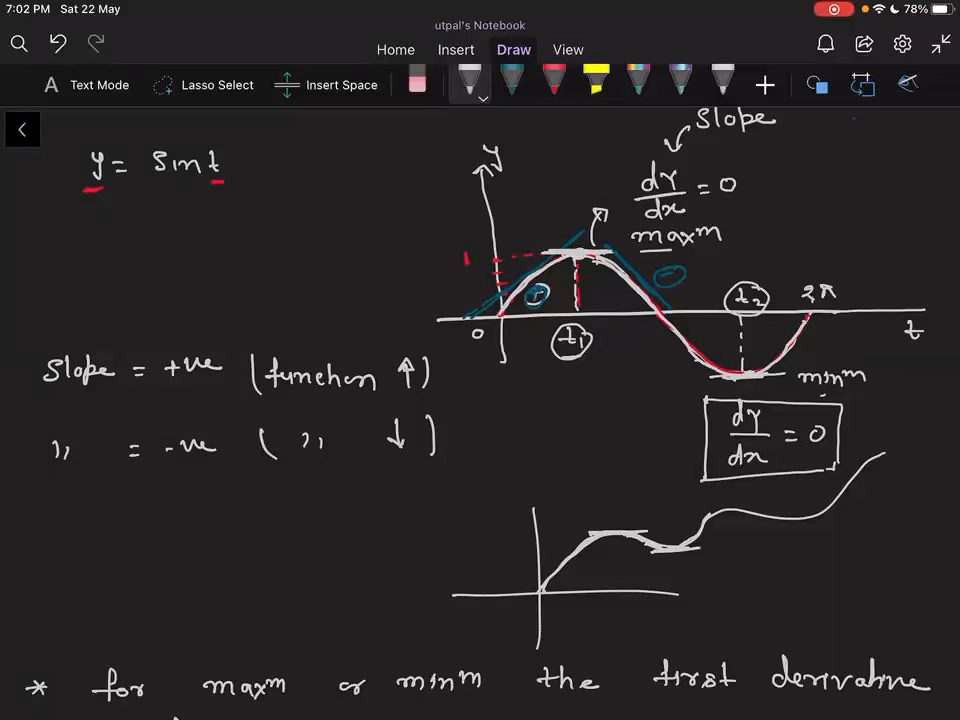 7:02 PM Sat 22 May
78%
utpal's Notebook
Home Insert Draw View
Text Mode Lasso Select Insert Space
Slope
y = sin t
y
dy/dx = 0
maxm
1
+
-
t2
2π
0
t1
t
Slope = +ve (function ↑)
minm
" = -ve ( " ↓ )
dy/dx = 0
* for maxm or minm the first derivative